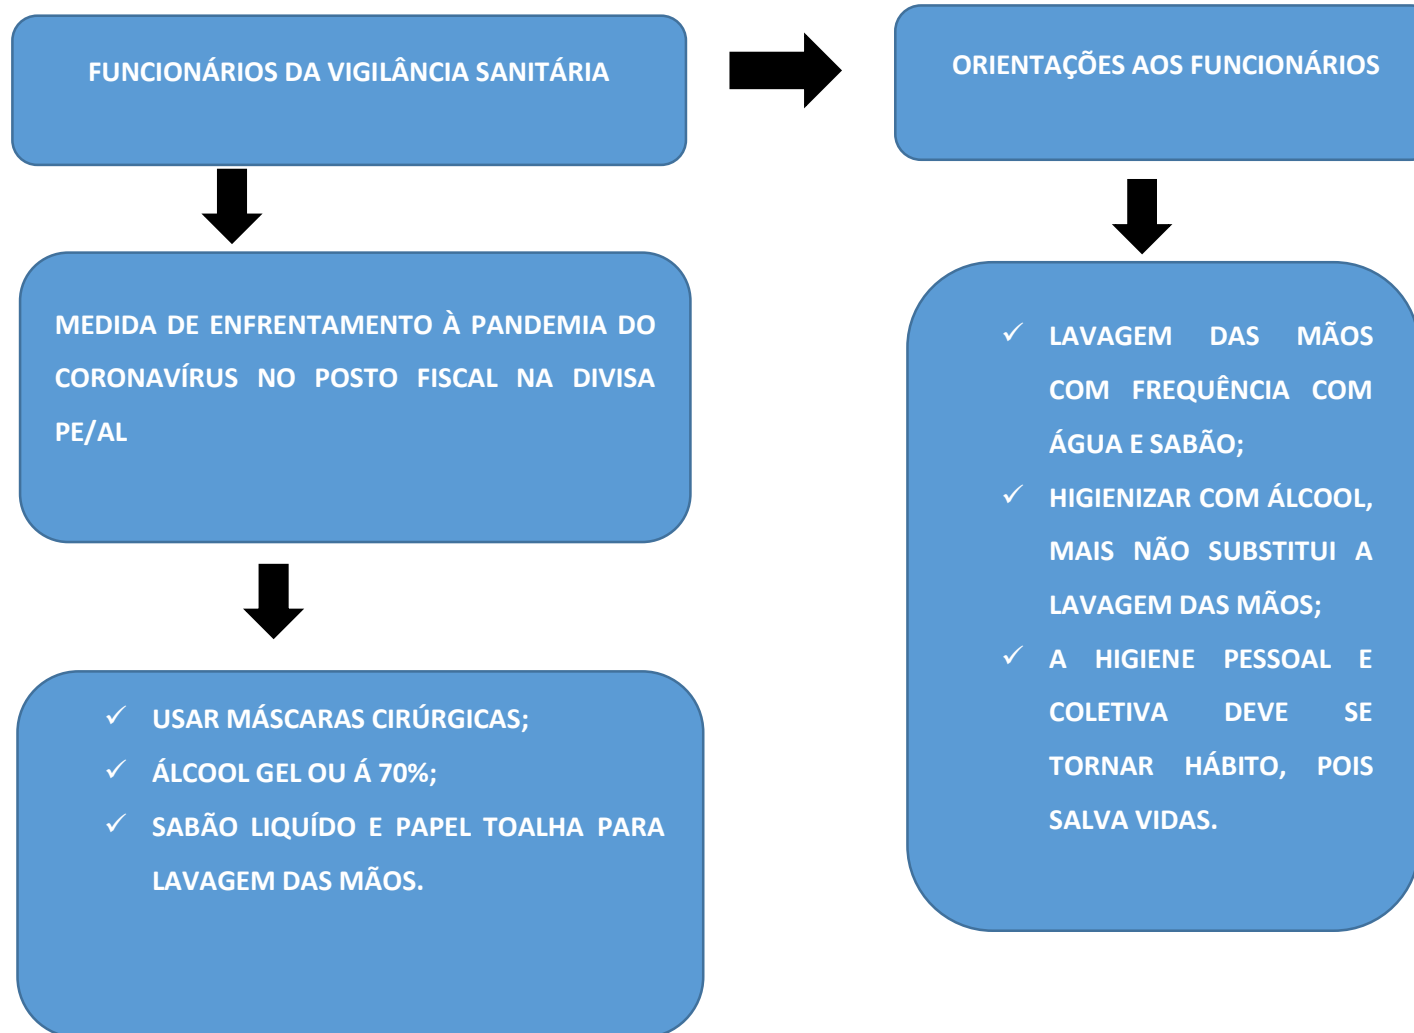 FUNCIONÁRIOS DA VIGILÂNCIA SANITÁRIA
ORIENTAÇÕES AOS FUNCIONÁRIOS
MEDIDA DE ENFRENTAMENTO À PANDEMIA DO
CORONAVÍRUS NO POSTO FISCAL NA DIVISA
PE/AL
✓ USAR MÁSCARAS CIRÚRGICAS;
✓ ÁLCOOL GEL OU Á 70%;
✓ SABÃO LIQUÍDO E PAPEL TOALHA PARA
LAVAGEM DAS MÃOS.
✓ LAVAGEM DAS MÃOS
COM FREQUÊNCIA COM
ÁGUA E SABÃO;
✓ HIGIENIZAR COM ÁLCOOL,
MAIS NÃO SUBSTITUI A
LAVAGEM DAS MÃOS;
✓ A HIGIENE PESSOAL E
COLETIVA DEVE SE
TORNAR HÁBITO, POIS
SALVA VIDAS.